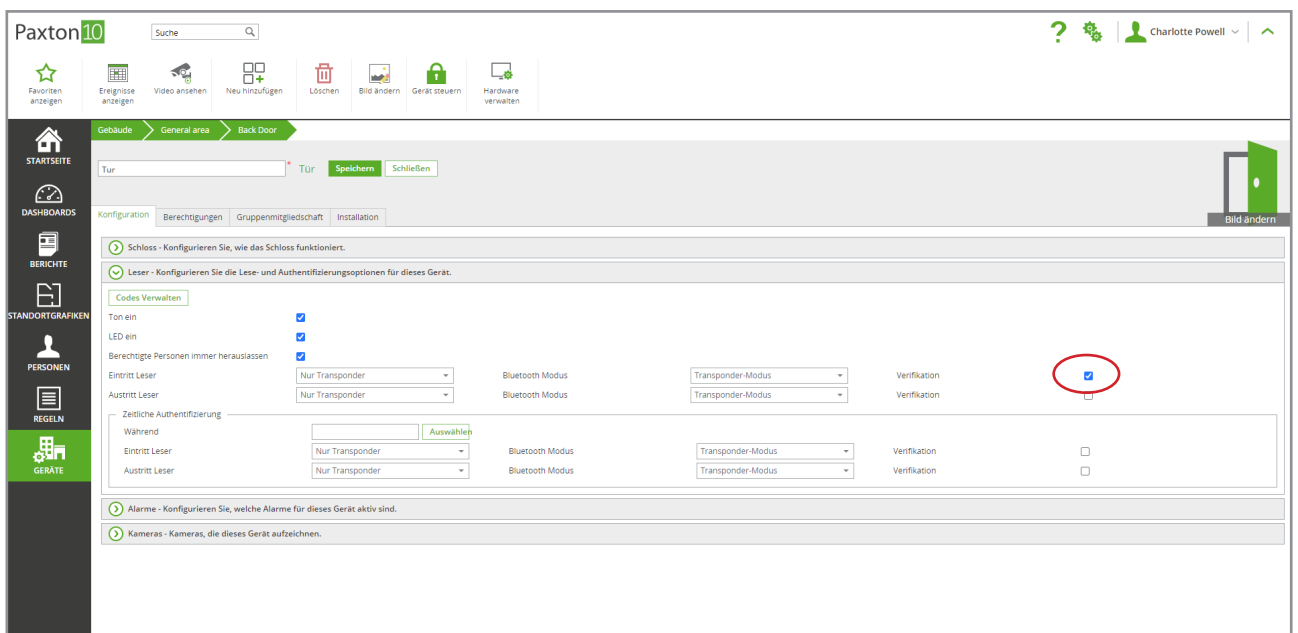 Paxton 10
Suche
Charlotte Powell
Favoriten anzeigen
Ereignisse anzeigen
Video ansehen
Neu hinzufügen
Löschen
Bild ändern
Gerät steuern
Hardware verwalten
STARTSEITE
DASHBOARDS
BERICHTE
STANDORTGRAFIKEN
PERSONEN
REGELN
GERÄTE
Gebäude General area Back Door
Tur * Tür Speichern Schließen
Bild ändern
Konfiguration Berechtigungen Gruppenmitgliedschaft Installation
Schloss - Konfigurieren Sie, wie das Schloss funktioniert.
Leser - Konfigurieren Sie die Lese- und Authentifizierungsoptionen für dieses Gerät.
Codes Verwalten
Ton ein
LED ein
Berechtigte Personen immer herauslassen
Eintritt Leser Nur Transponder Bluetooth Modus Transponder-Modus Verifikation
Austritt Leser Nur Transponder Bluetooth Modus Transponder-Modus Verifikation
Zeitliche Authentifizierung
Während Auswählen
Eintritt Leser Nur Transponder Bluetooth Modus Transponder-Modus Verifikation
Austritt Leser Nur Transponder Bluetooth Modus Transponder-Modus Verifikation
Alarme - Konfigurieren Sie, welche Alarme für dieses Gerät aktiv sind.
Kameras - Kameras, die dieses Gerät aufzeichnen.